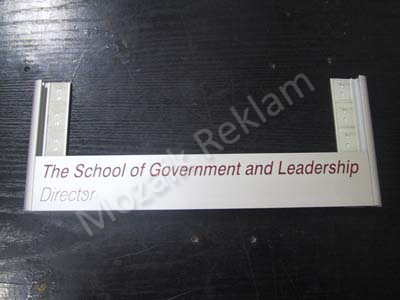 The School of Government and Leadership
Director
Mozaik Reklam